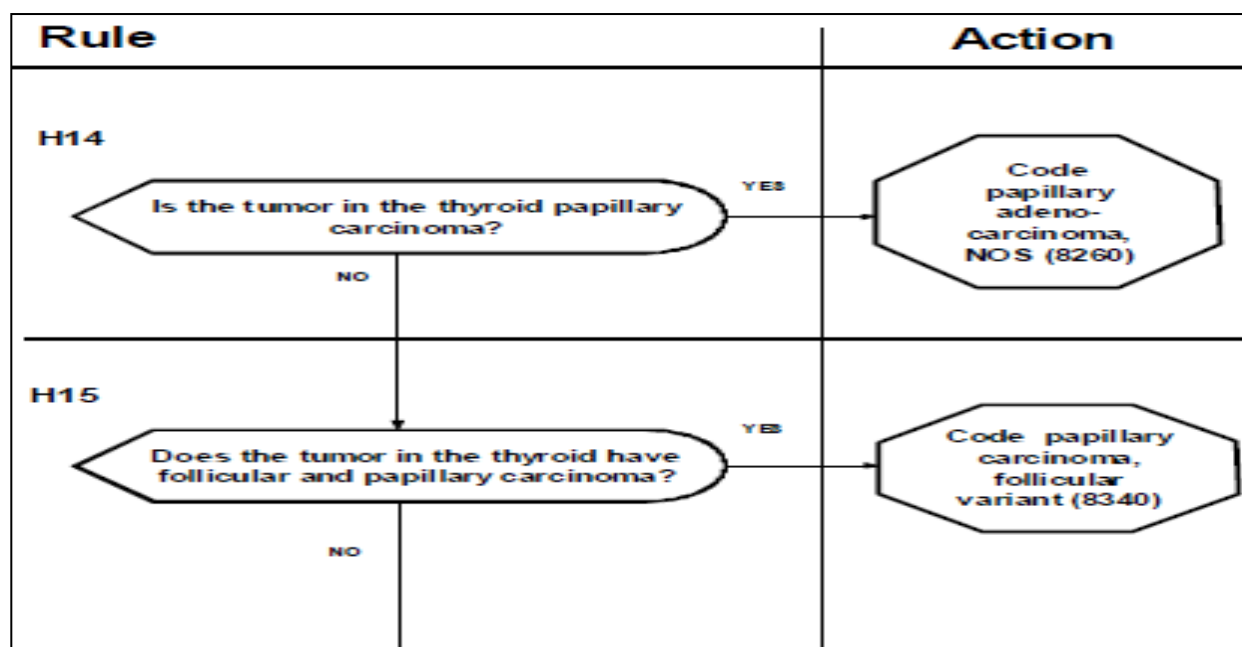 Rule
Action
H14
Is the tumor in the thyroid papillary
carcinoma?
YES
Code
papillary
adeno-
carcinoma,
NOS (8260)
NO
H15
Does the tumor in the thyroid have
follicular and papillary carcinoma?
YES
Code papillary
carcinoma,
follicular
variant (8340)
NO